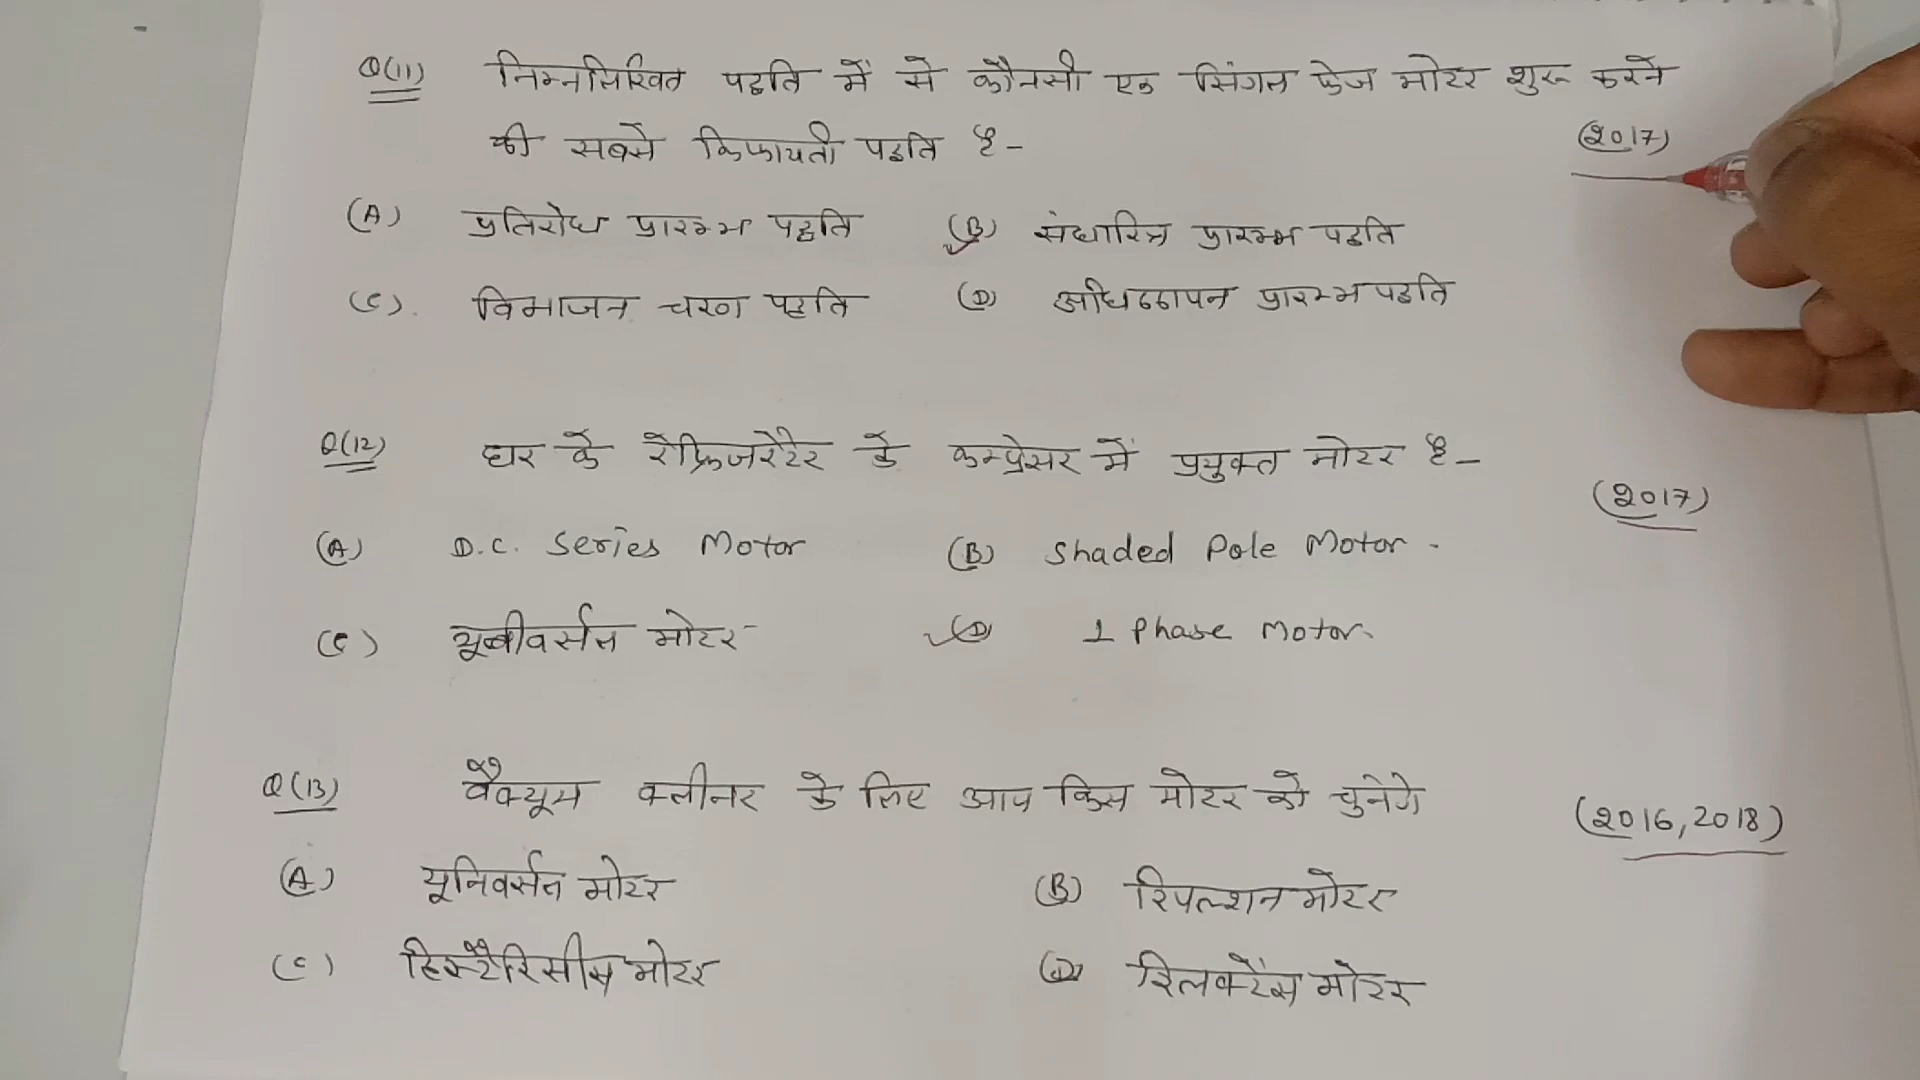 Q(11) निम्नलिखित पद्धति में से कौनसी एक सिंगल फेज मोटर शुरू करने
की सबसे किफायती पद्धति है -
(2017)
(A) प्रतिरोध प्रारम्भ पद्धति (B) संधारित्र प्रारम्भ पद्धति
(C). विभाजन चरण पद्धति (D) प्रारम्भ पद्धति
Q(12) घर के रेफ्रिजरेटर के कम्प्रेसर में प्रयुक्त मोटर है -
(2017)
(A) D.C. Series Motor (B) Shaded Pole Motor.
(C) यूनीवर्सल मोटर (D) 1 Phase Motor.
Q(13) वैक्यूम क्लीनर के लिए आप किस मोटर को चुनेंगे
(2016, 2018)
(A) यूनिवर्सल मोटर (B) रिपल्शन मोटर
(C) हिस्टैरिसीस मोटर (D) रिलक्टेंस मोटर